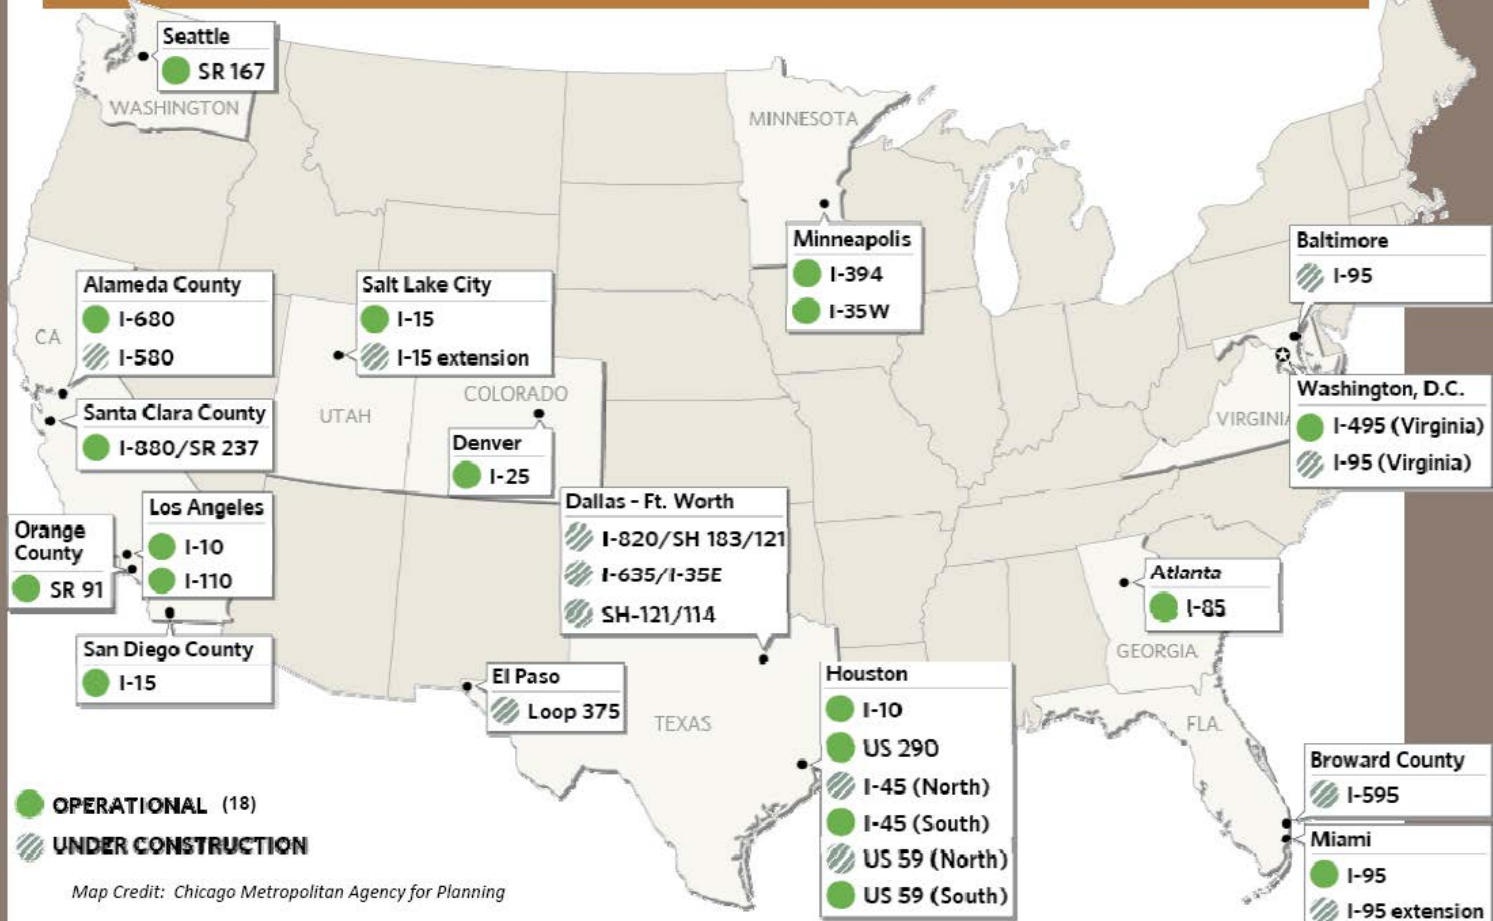 Seattle
SR 167
WASHINGTON
MINNESOTA
Minneapolis
I-394
I-35W
Baltimore
I-95
Alameda County
I-680
I-580
CA
Salt Lake City
I-15
I-15 extension
COLORADO
UTAH
Denver
I-25
Santa Clara County
I-880/SR 237
Washington, D.C.
I-495 (Virginia)
I-95 (Virginia)
VIRGINIA
Los Angeles
I-10
I-110
Orange
County
SR 91
Dallas - Ft. Worth
I-820/SH 183/121
I-635/I-35E
SH-121/114
Atlanta
I-85
GEORGIA
San Diego County
I-15
El Paso
Loop 375
TEXAS
Houston
I-10
US 290
I-45 (North)
I-45 (South)
US 59 (North)
US 59 (South)
FLA.
Broward County
I-595
Miami
I-95
I-95 extension
OPERATIONAL (18)
UNDER CONSTRUCTION
Map Credit: Chicago Metropolitan Agency for Planning